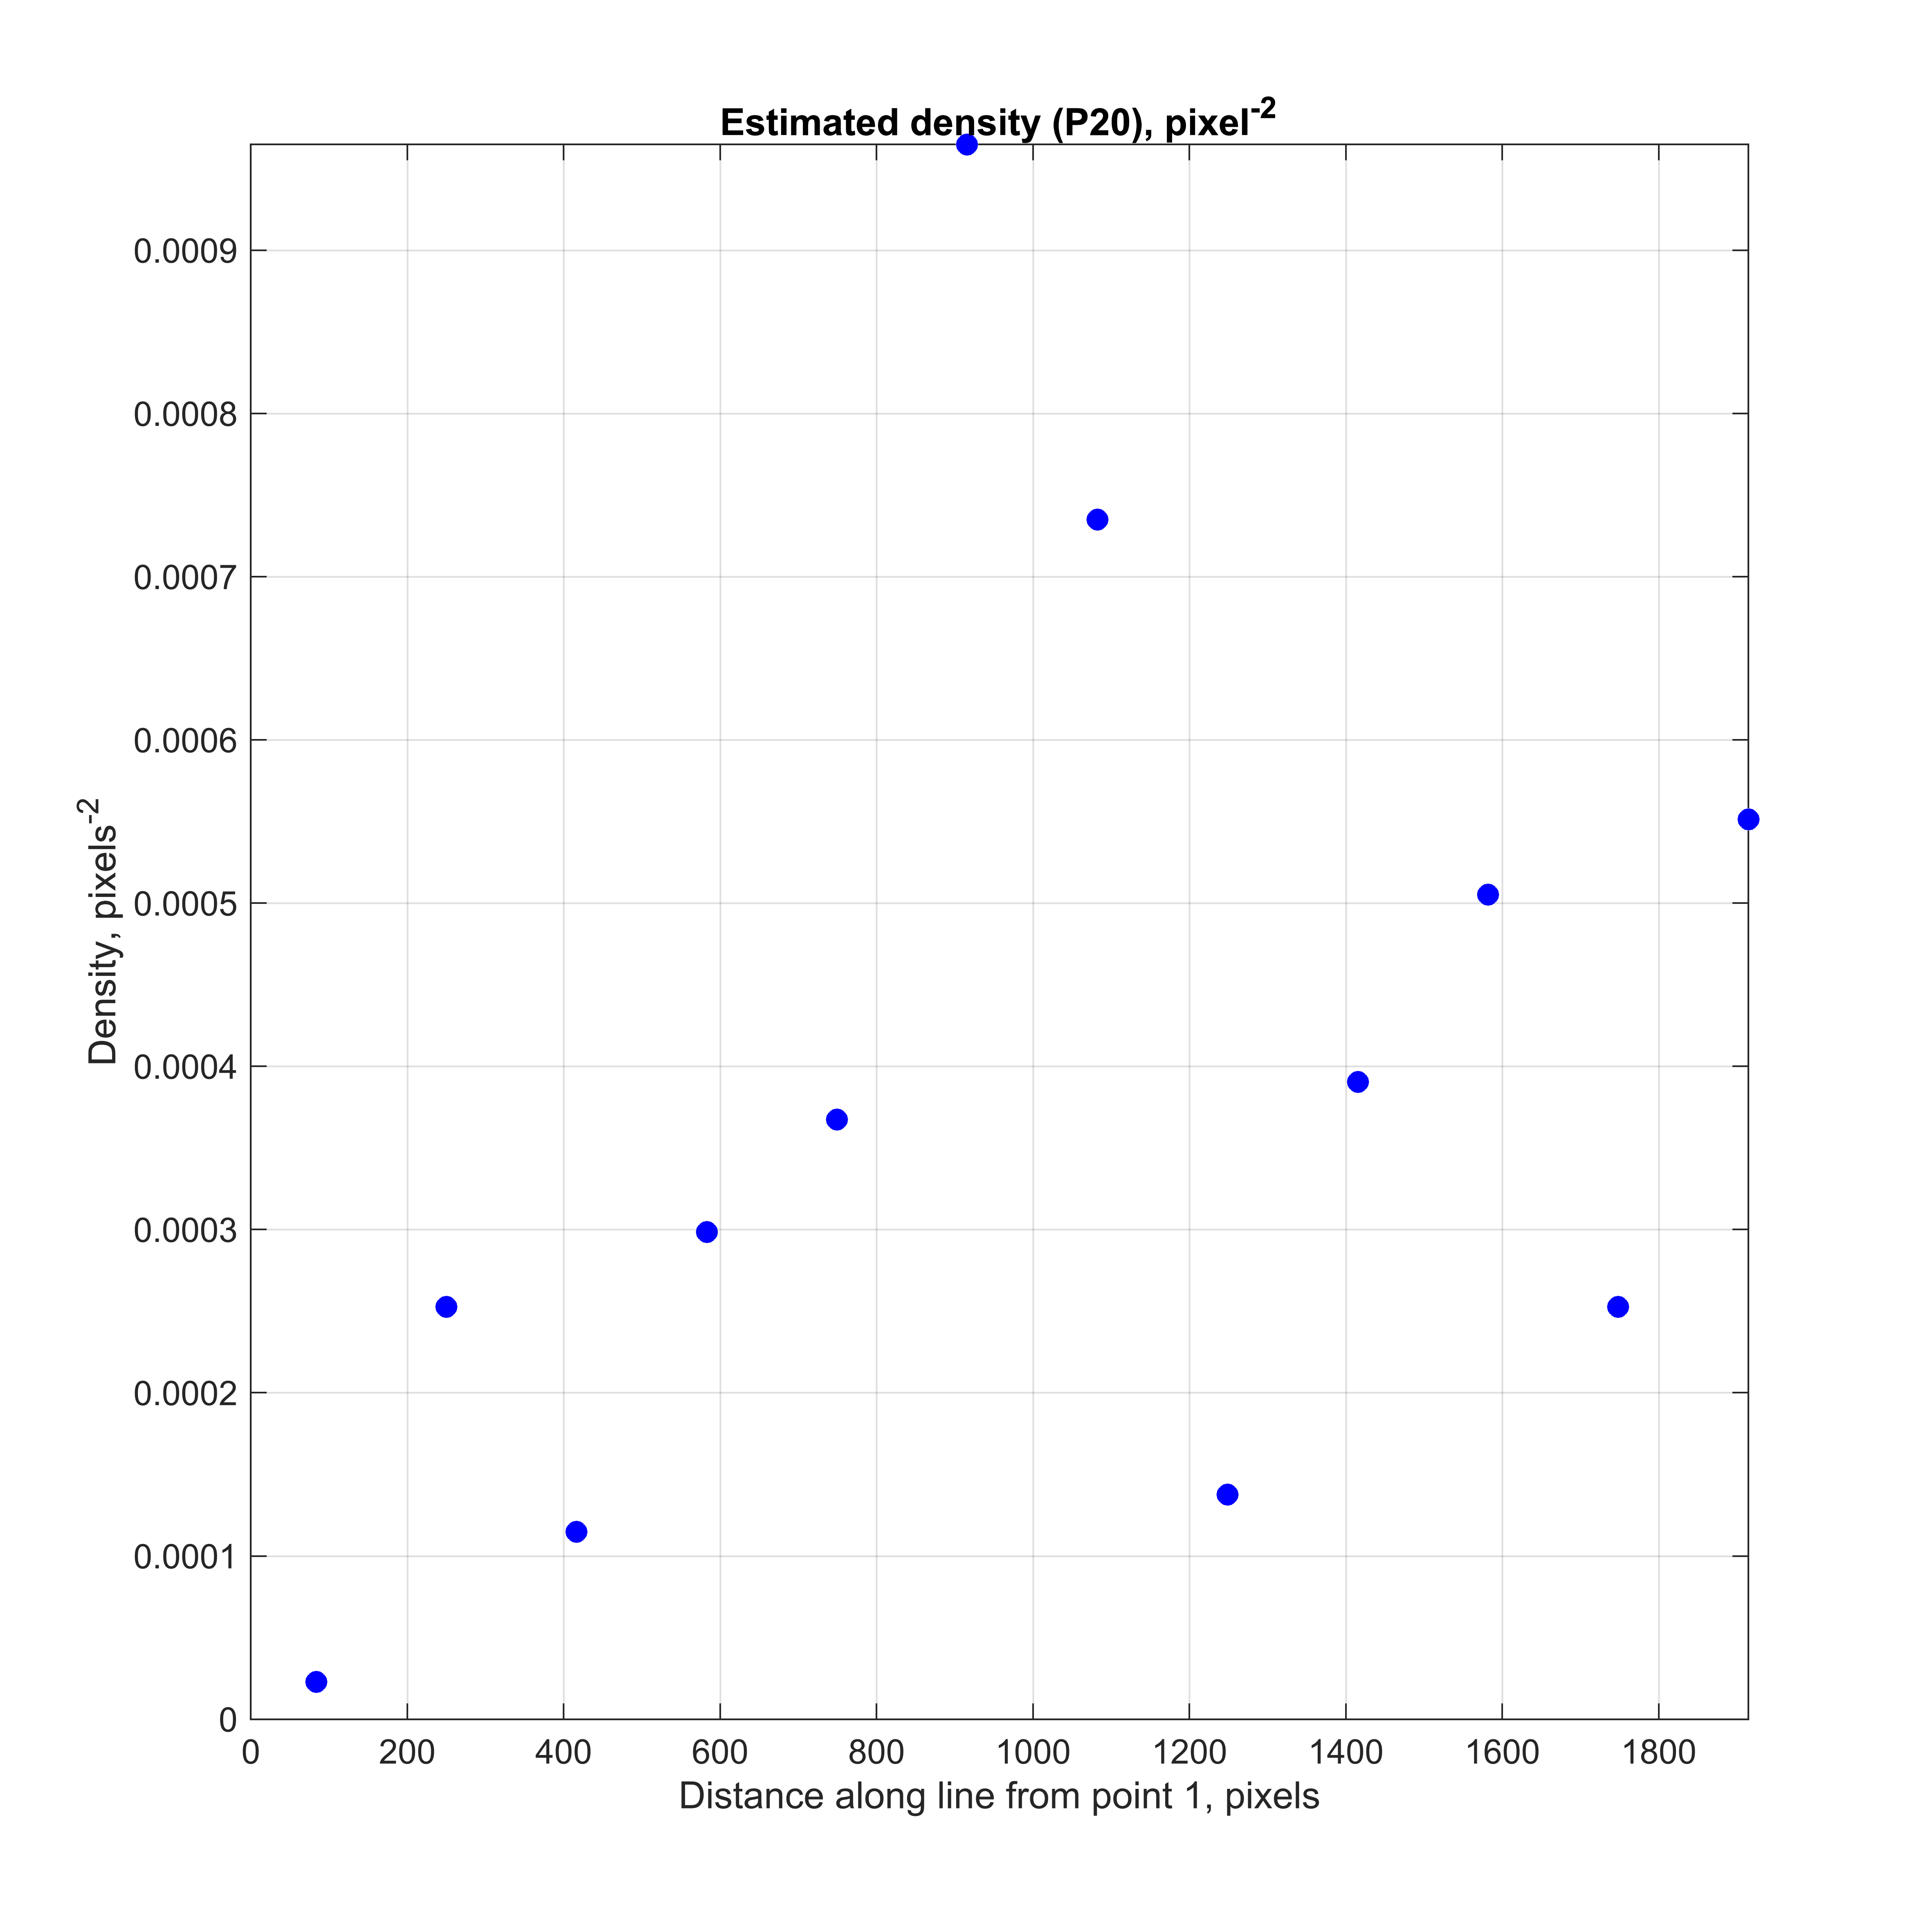 Estimated density (P20), pixel-2
0.0009
0.0008
0.0007
0.0006
0.0005
0.0004
0.0003
0.0002
0.0001
0
Density, pixels-2
0 200 400 600 800 1000 1200 1400 1600 1800
Distance along line from point 1, pixels